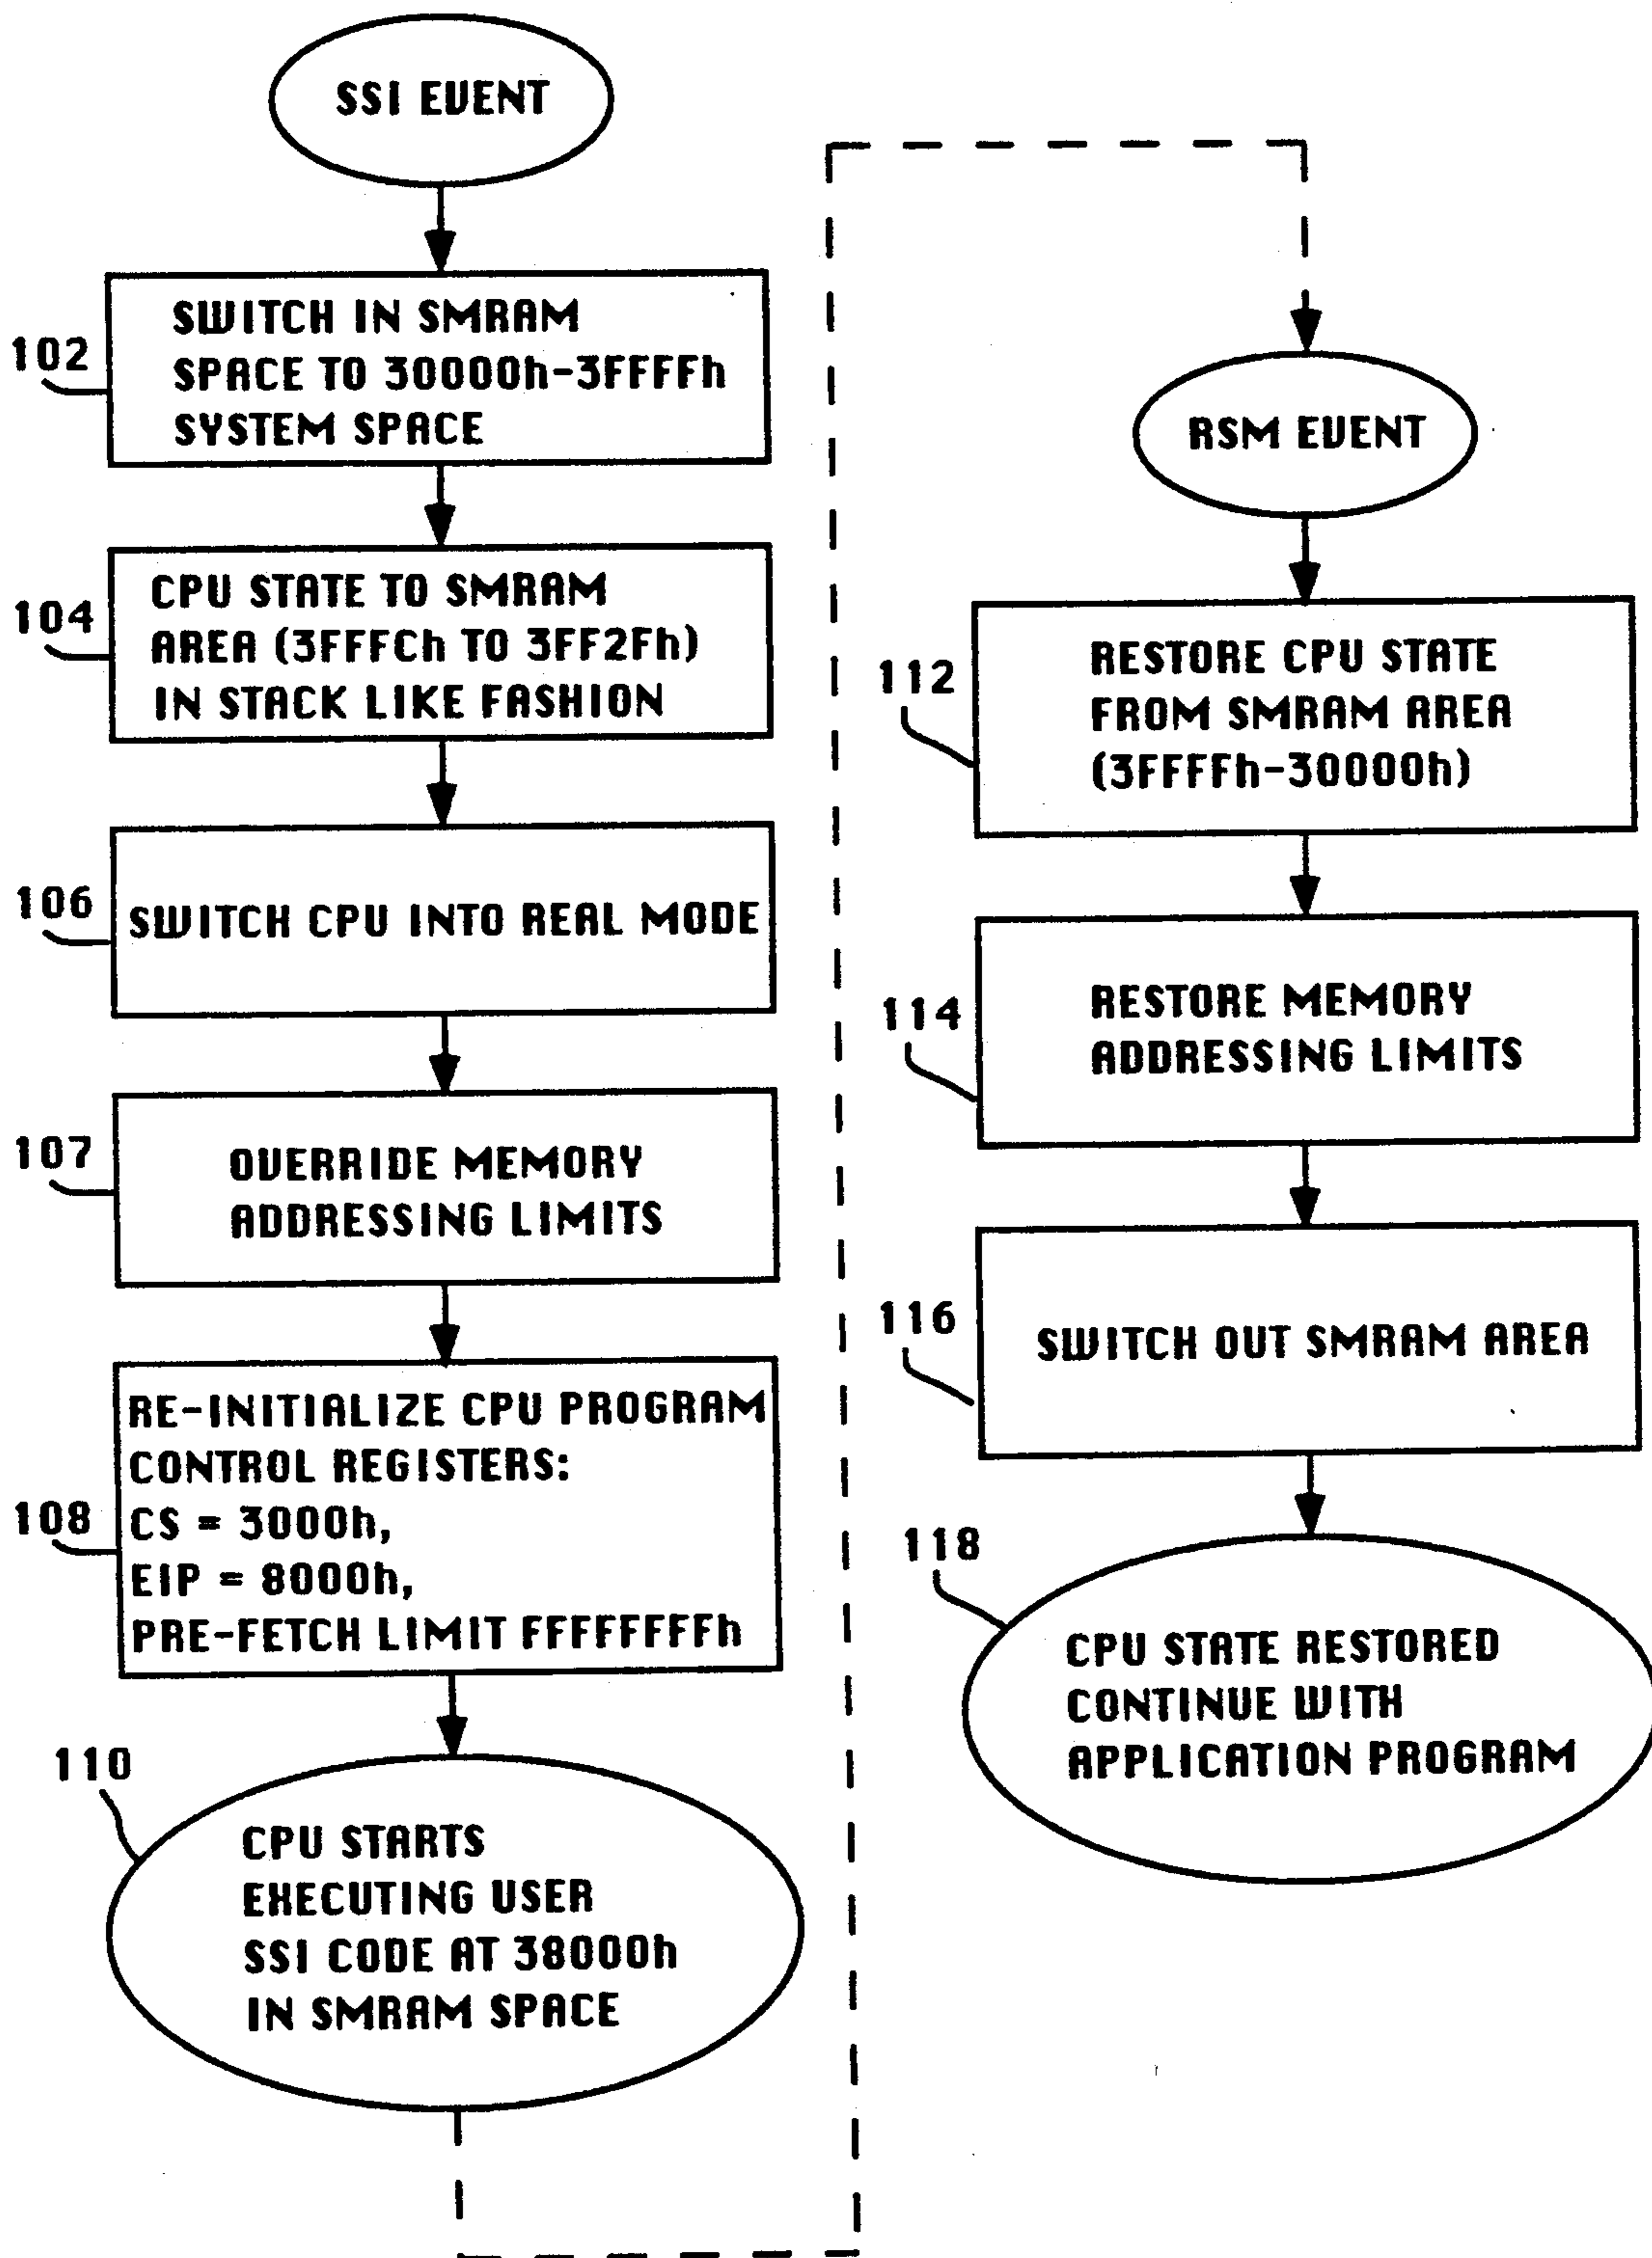 SSI EVENT
102
SWITCH IN SMRAM
SPACE TO 30000h-3FFFFh
SYSTEM SPACE
104
CPU STATE TO SMRAM
AREA (3FFFCh TO 3FF2Fh)
IN STACK LIKE FASHION
106
SWITCH CPU INTO REAL MODE
107
OVERRIDE MEMORY
ADDRESSING LIMITS
108
RE-INITIALIZE CPU PROGRAM
CONTROL REGISTERS:
CS = 3000h,
EIP = 8000h,
PRE-FETCH LIMIT FFFFFFFFh
110
CPU STARTS
EXECUTING USER
SSI CODE AT 38000h
IN SMRAM SPACE
RSM EVENT
112
RESTORE CPU STATE
FROM SMRAM AREA
(3FFFFh-30000h)
114
RESTORE MEMORY
ADDRESSING LIMITS
116
SWITCH OUT SMRAM AREA
118
CPU STATE RESTORED
CONTINUE WITH
APPLICATION PROGRAM